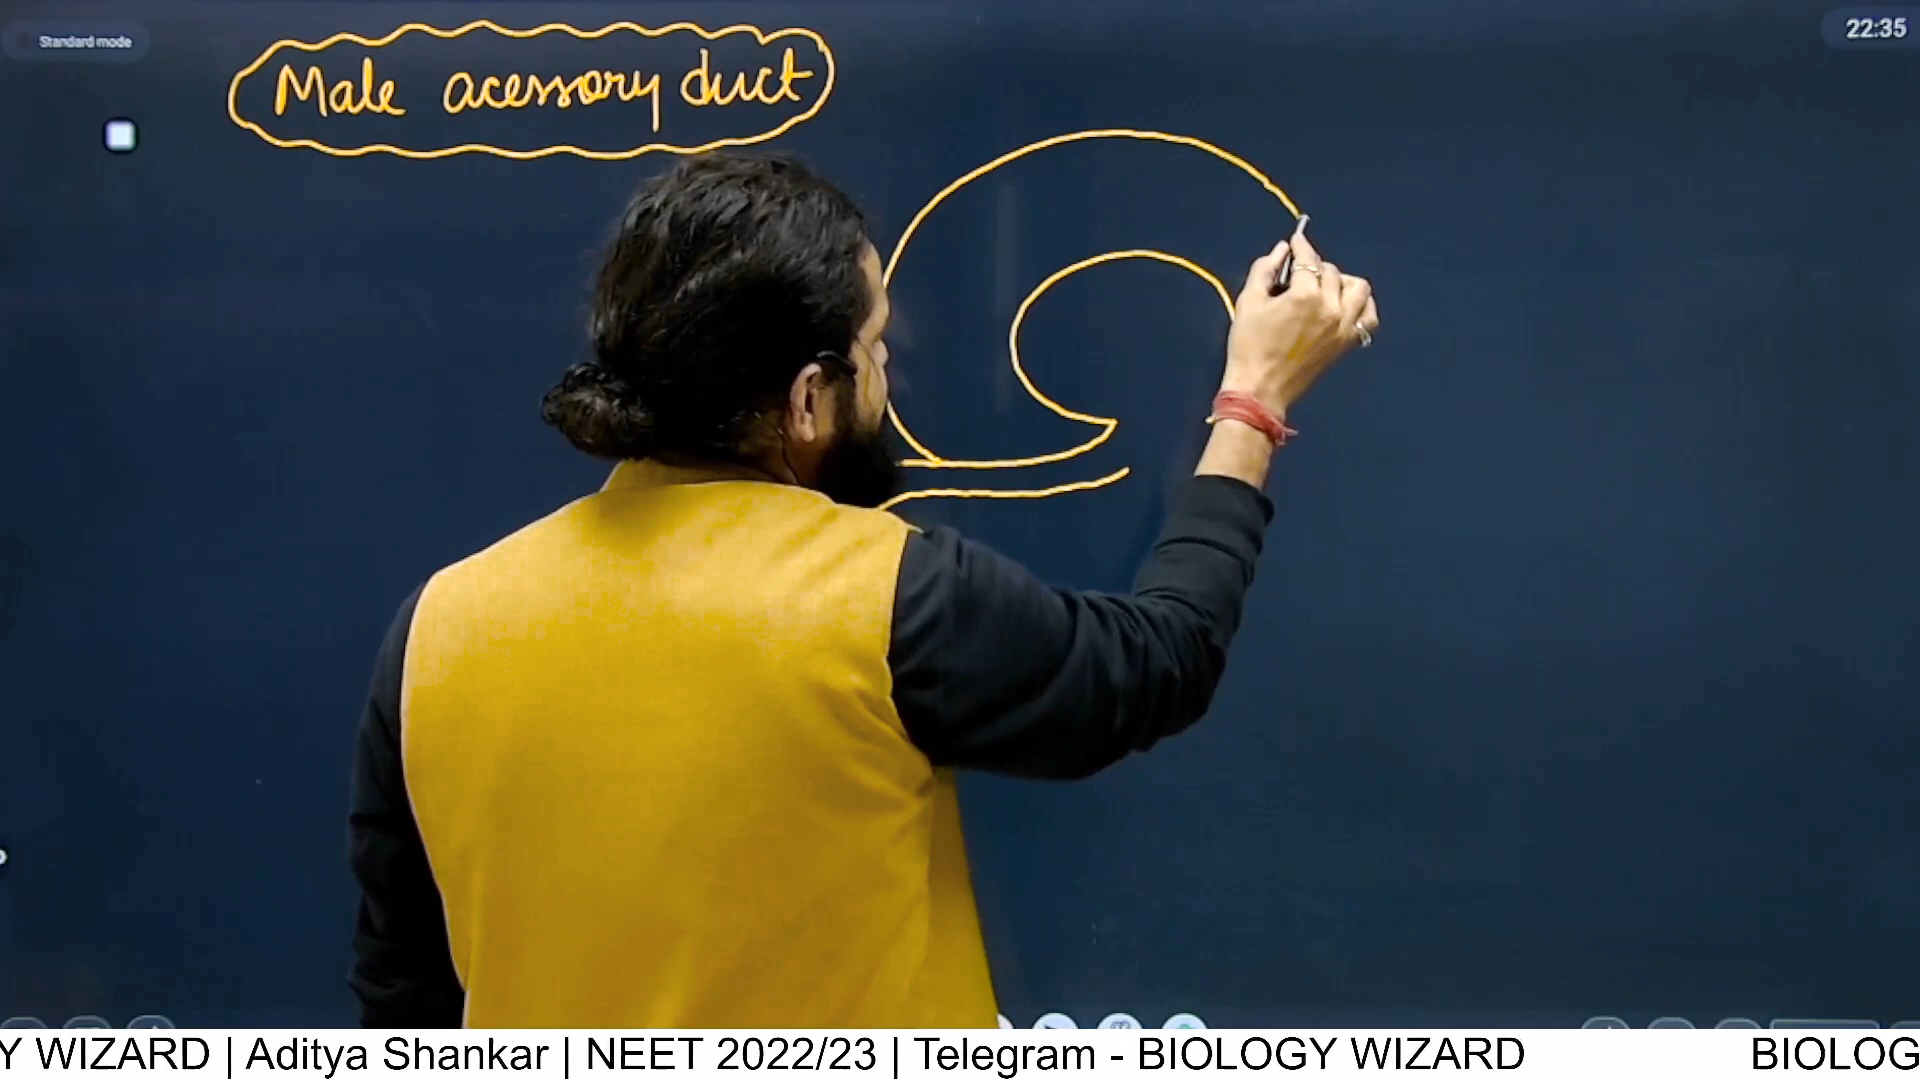 Standard mode
22:35
Male acessory duct
Y WIZARD | Aditya Shankar | NEET 2022/23 | Telegram - BIOLOGY WIZARD
BIOLOG